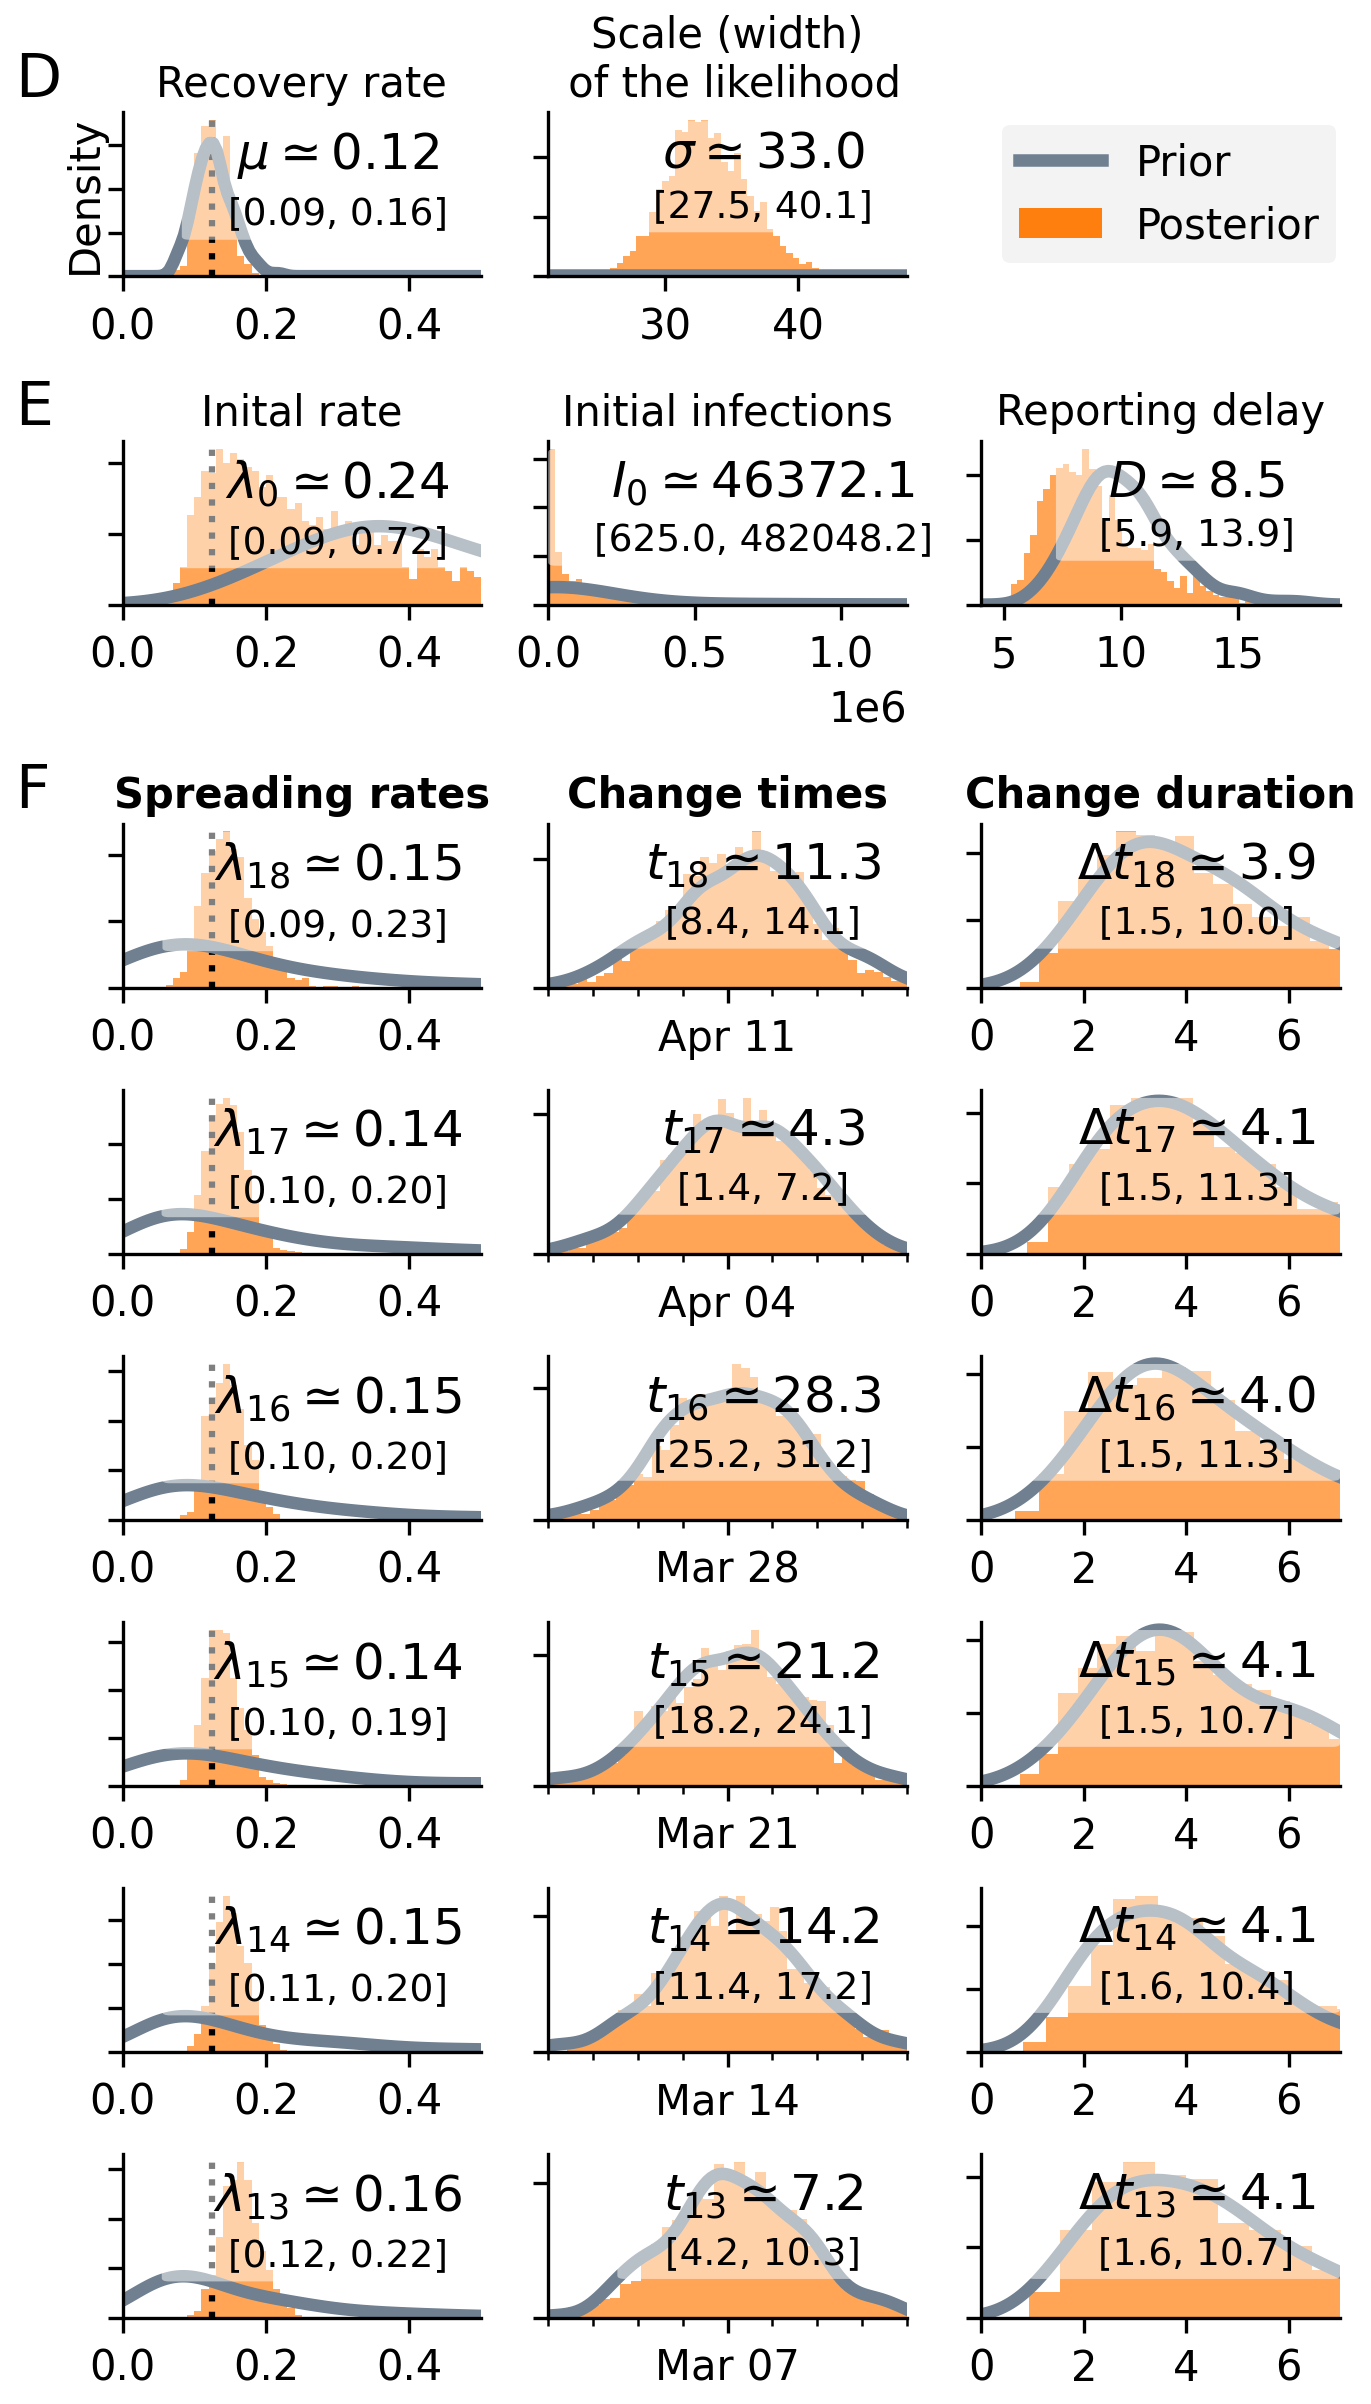 D
Recovery rate
Scale (width)
of the likelihood
Density
μ ≃ 0.12
[0.09, 0.16]
σ ≃ 33.0
[27.5, 40.1]
Prior
Posterior
0.0 0.2 0.4
30 40
E
Inital rate
Initial infections
Reporting delay
λ0 ≃ 0.24
[0.09, 0.72]
I0 ≃ 46372.1
[625.0, 482048.2]
D ≃ 8.5
[5.9, 13.9]
0.0 0.2 0.4
0.0 0.5 1.0
1e6
5 10 15
F
Spreading rates
Change times
Change duration
λ18 ≃ 0.15
[0.09, 0.23]
t18 ≃ 11.3
[8.4, 14.1]
Δt18 ≃ 3.9
[1.5, 10.0]
0.0 0.2 0.4
Apr 11
0 2 4 6
λ17 ≃ 0.14
[0.10, 0.20]
t17 ≃ 4.3
[1.4, 7.2]
Δt17 ≃ 4.1
[1.5, 11.3]
0.0 0.2 0.4
Apr 04
0 2 4 6
λ16 ≃ 0.15
[0.10, 0.20]
t16 ≃ 28.3
[25.2, 31.2]
Δt16 ≃ 4.0
[1.5, 11.3]
0.0 0.2 0.4
Mar 28
0 2 4 6
λ15 ≃ 0.14
[0.10, 0.19]
t15 ≃ 21.2
[18.2, 24.1]
Δt15 ≃ 4.1
[1.5, 10.7]
0.0 0.2 0.4
Mar 21
0 2 4 6
λ14 ≃ 0.15
[0.11, 0.20]
t14 ≃ 14.2
[11.4, 17.2]
Δt14 ≃ 4.1
[1.6, 10.4]
0.0 0.2 0.4
Mar 14
0 2 4 6
λ13 ≃ 0.16
[0.12, 0.22]
t13 ≃ 7.2
[4.2, 10.3]
Δt13 ≃ 4.1
[1.6, 10.7]
0.0 0.2 0.4
Mar 07
0 2 4 6